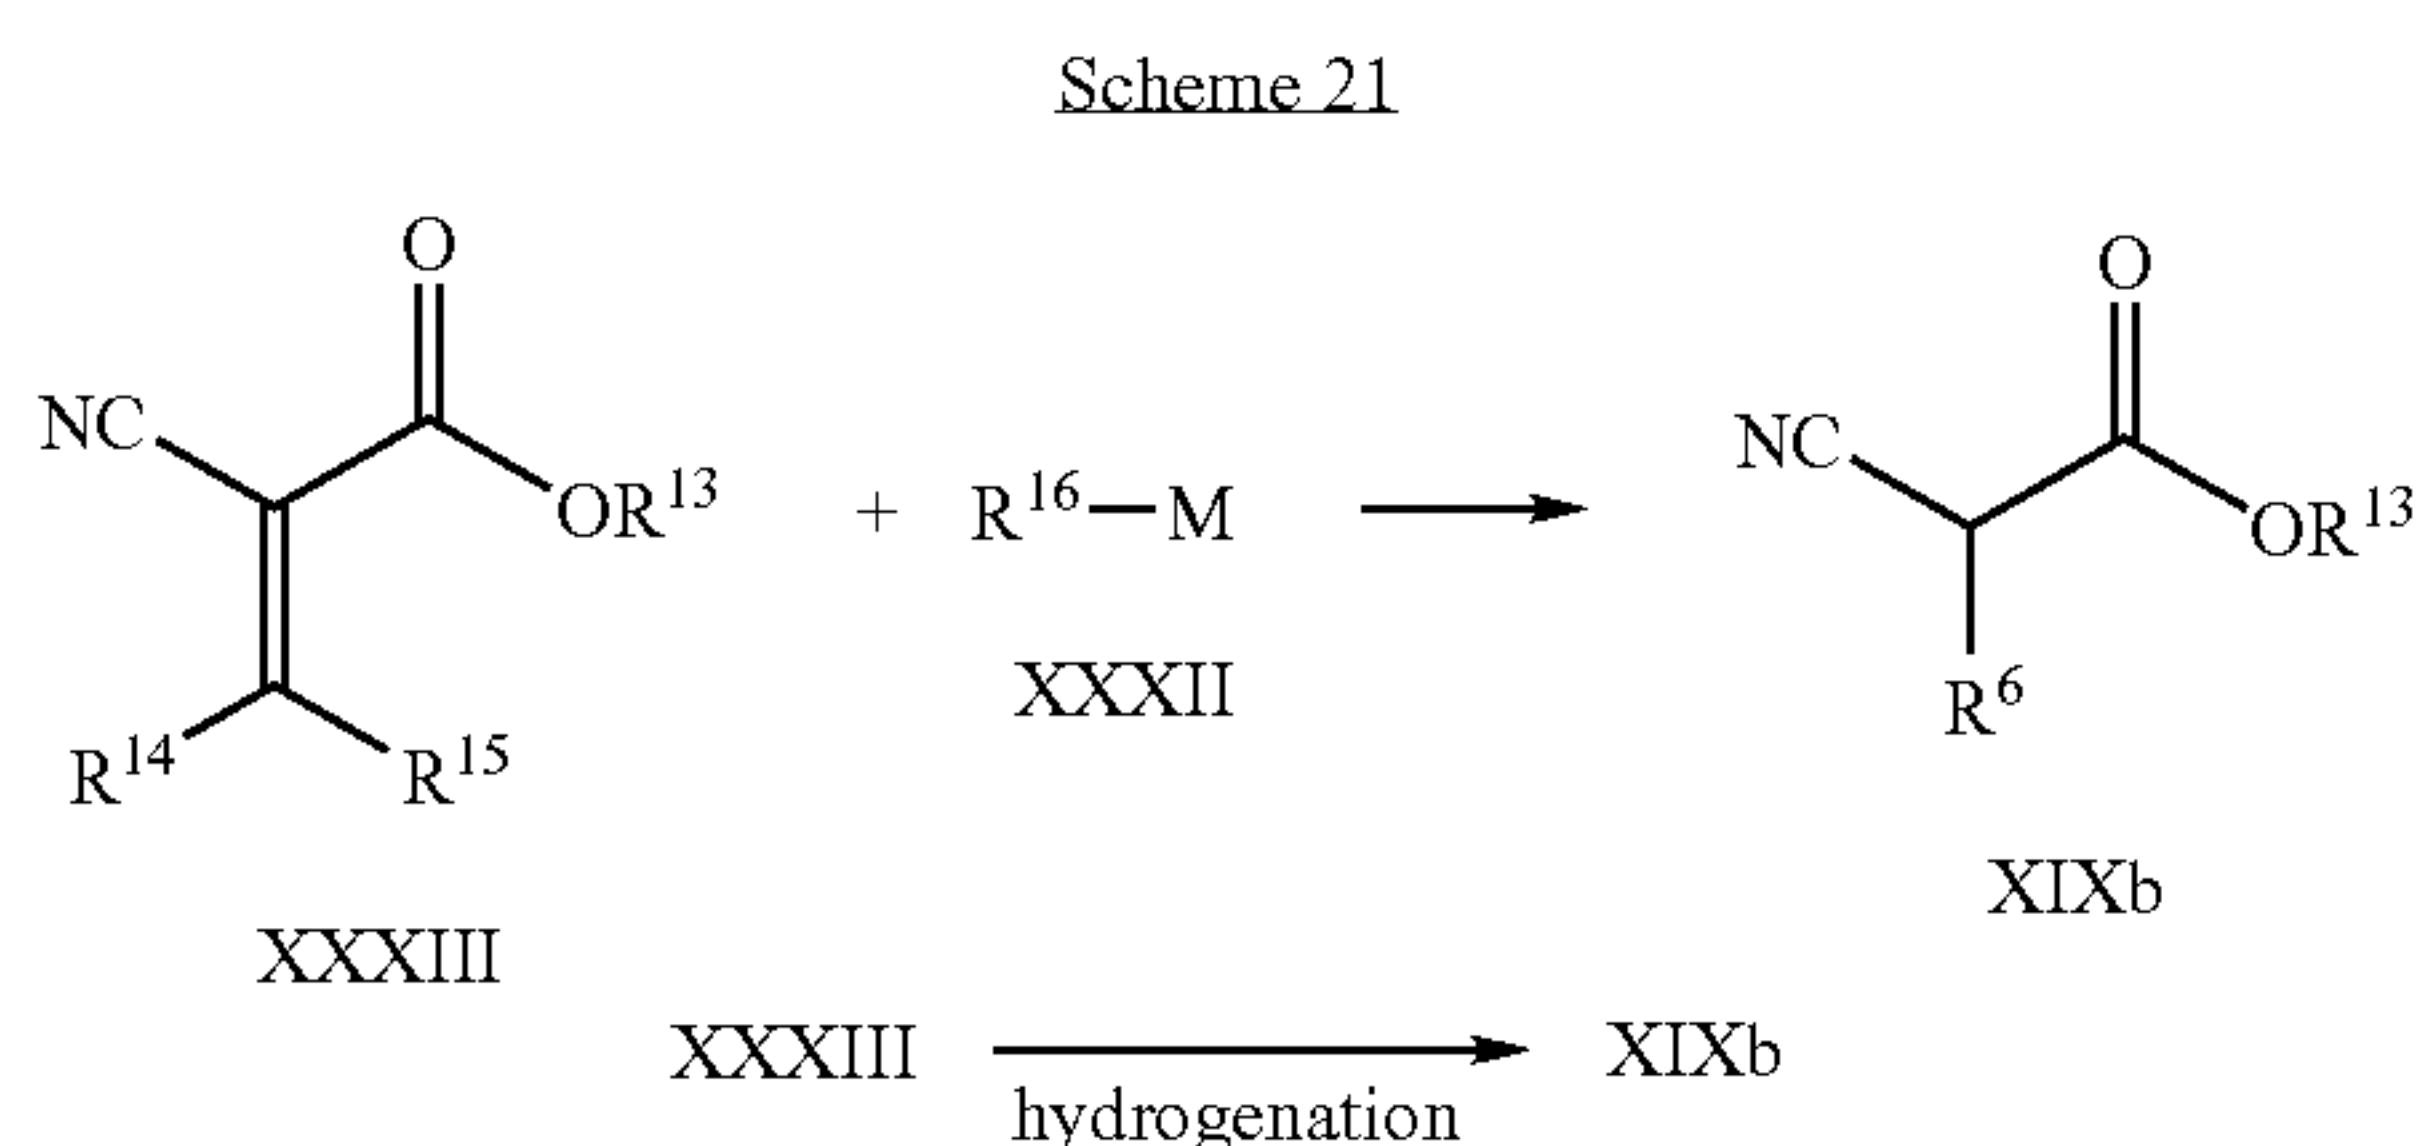 Scheme 21
O
O
NC
NC
OR13
+
R16—M
OR13
XXXII
R6
R14
R15
XIXb
XXXIII
XXXIII
XIXb
hydrogenation